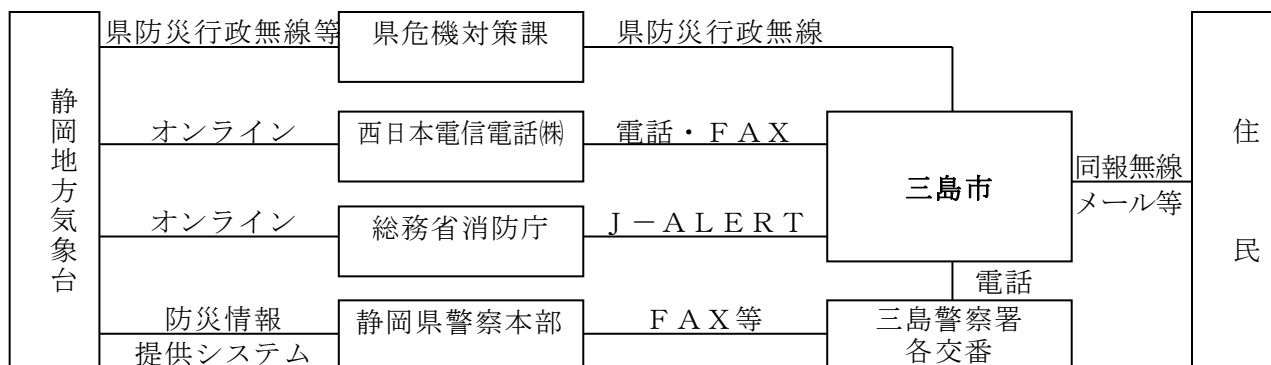 静岡地方気象台
県防災行政無線等
県危機対策課
県防災行政無線
オンライン
西日本電信電話㈱
電話・ＦＡＸ
オンライン
総務省消防庁
Ｊ－ＡＬＥＲＴ
防災情報
提供システム
静岡県警察本部
ＦＡＸ等
三島市
電話
三島警察署
各交番
同報無線
メール等
住民